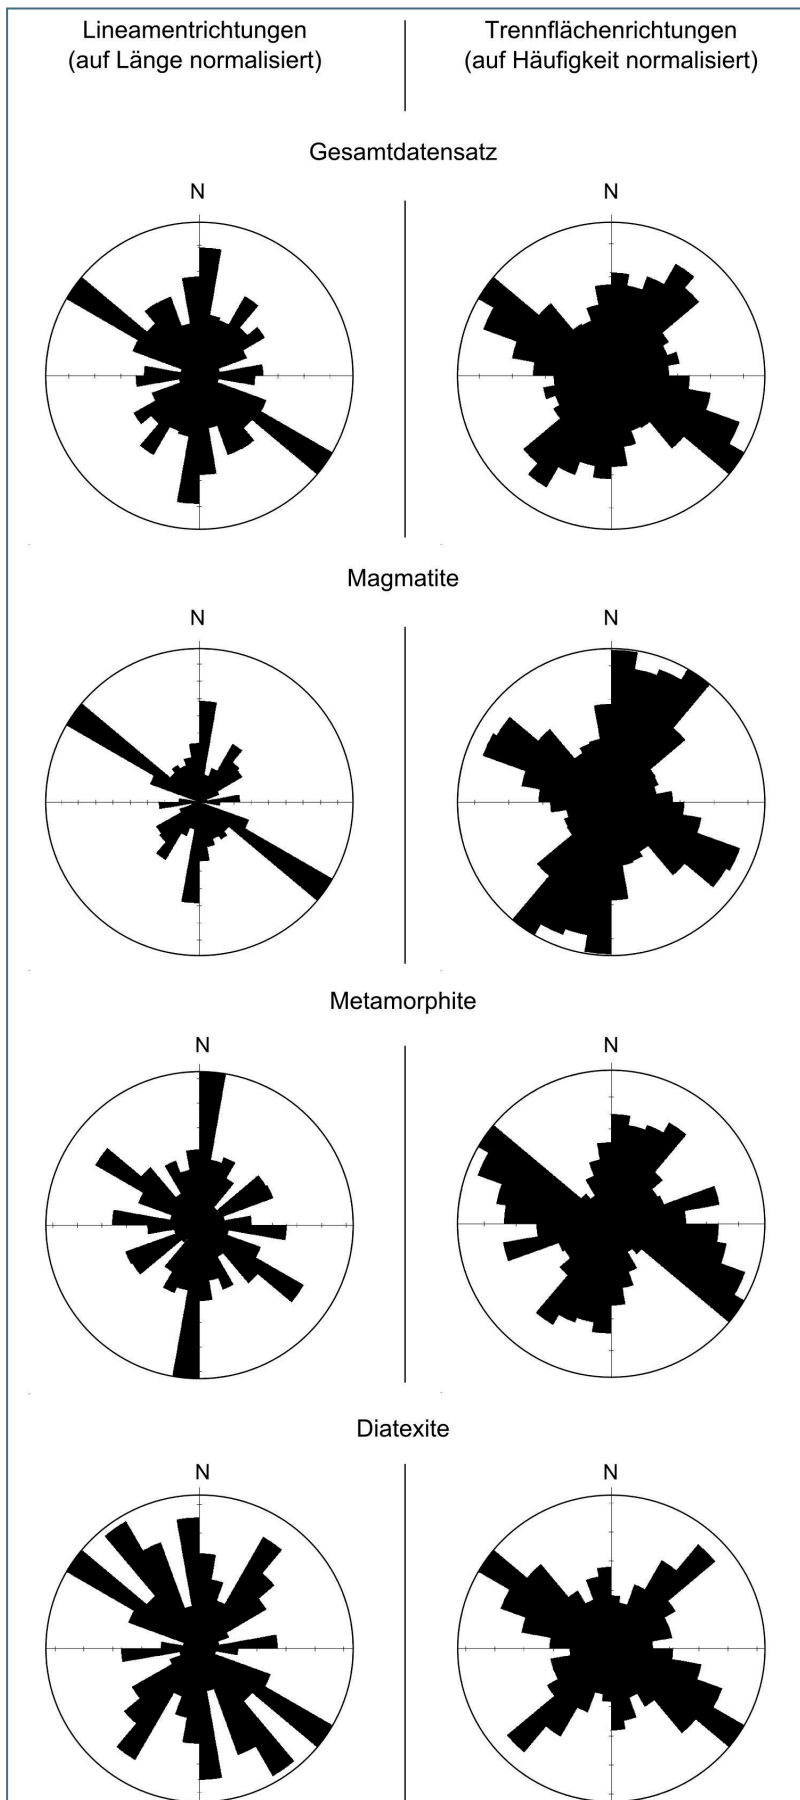 Lineamentrichtungen
(auf Länge normalisiert)
Trennflächenrichtungen
(auf Häufigkeit normalisiert)
Gesamtdatensatz
N
N
Magmatite
N
N
Metamorphite
N
N
Diatexite
N
N